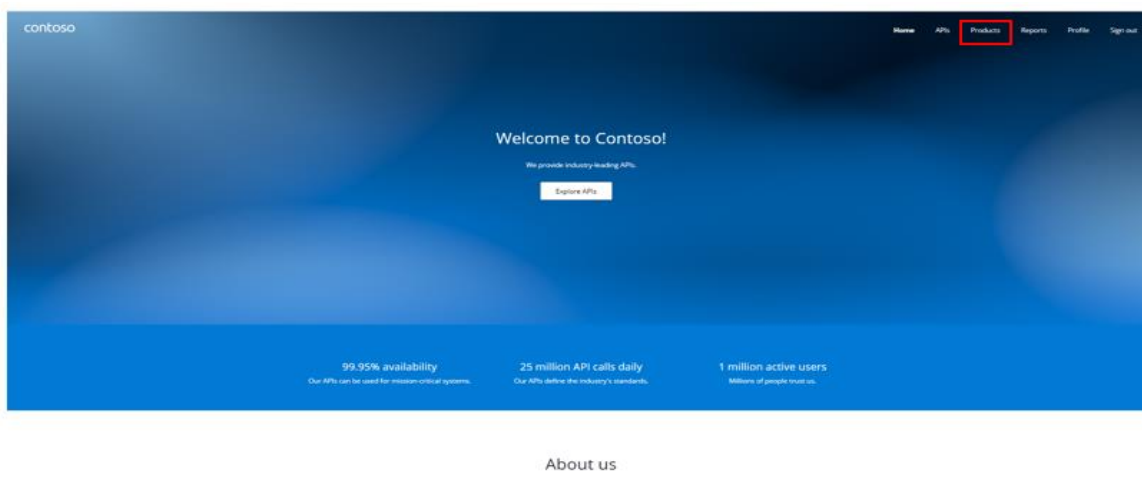 contoso
Home APIs Products Reports Profile Sign out
Welcome to Contoso!
We provide industry-leading APIs.
Explore APIs
99.95% availability 25 million API calls daily 1 million active users
Our APIs can be used for mission-critical systems. Our APIs define the industry's standards. Millions of people trust us.
About us